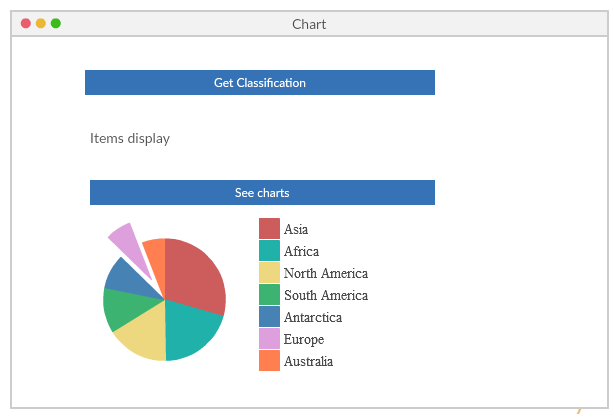 Chart
Get Classification
Items display
See charts
Asia
Africa
North America
South America
Antarctica
Europe
Australia